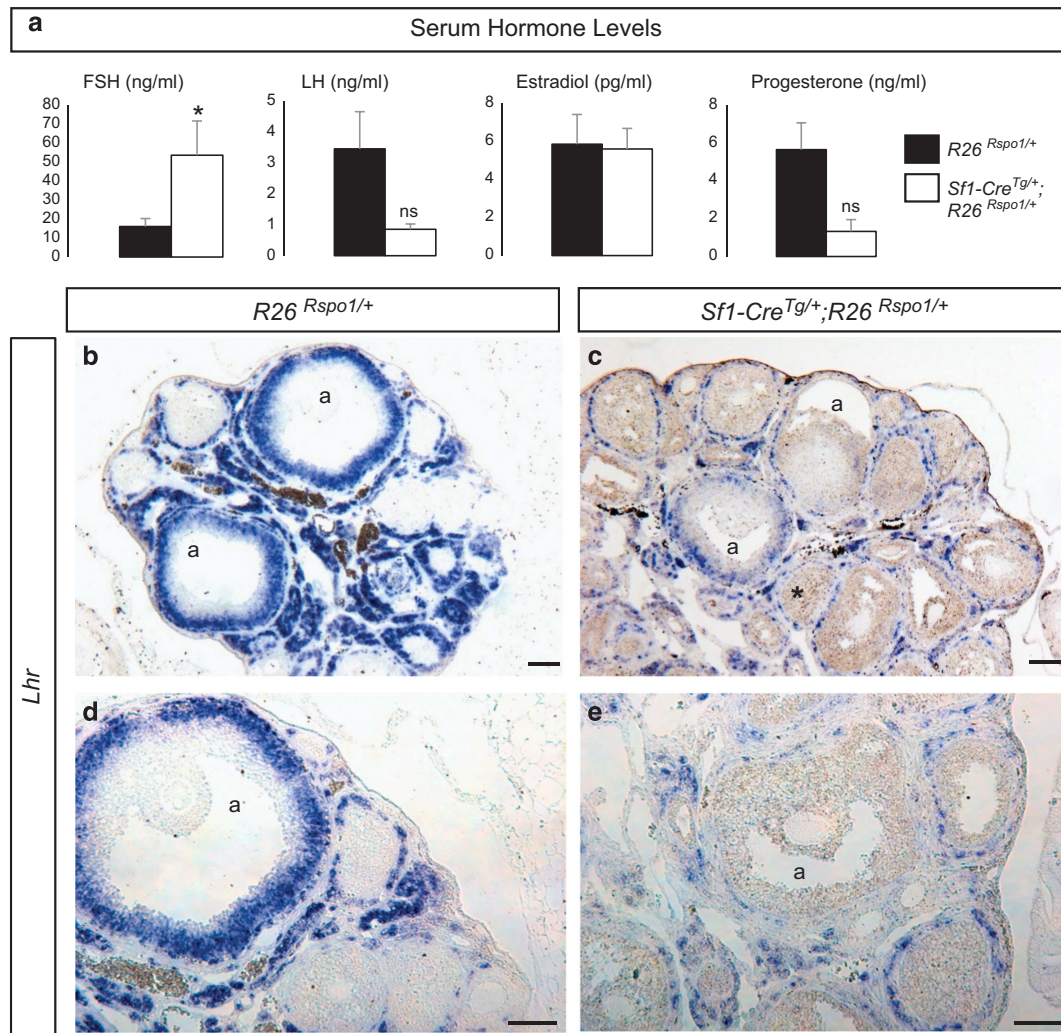 a
Serum Hormone Levels
FSH (ng/ml)
80
70
60
50
40
30
20
10
0
*
LH (ng/ml)
5
4
3
2
1
0
ns
Estradiol (pg/ml)
8
6
4
2
0
Progesterone (ng/ml)
8
6
4
2
0
ns
R26 Rspo1/+
Sf1-CreTg/+;
R26 Rspo1/+
R26 Rspo1/+
Sf1-CreTg/+;R26 Rspo1/+
Lhr
b
a
a
c
a
a
*
d
a
e
a